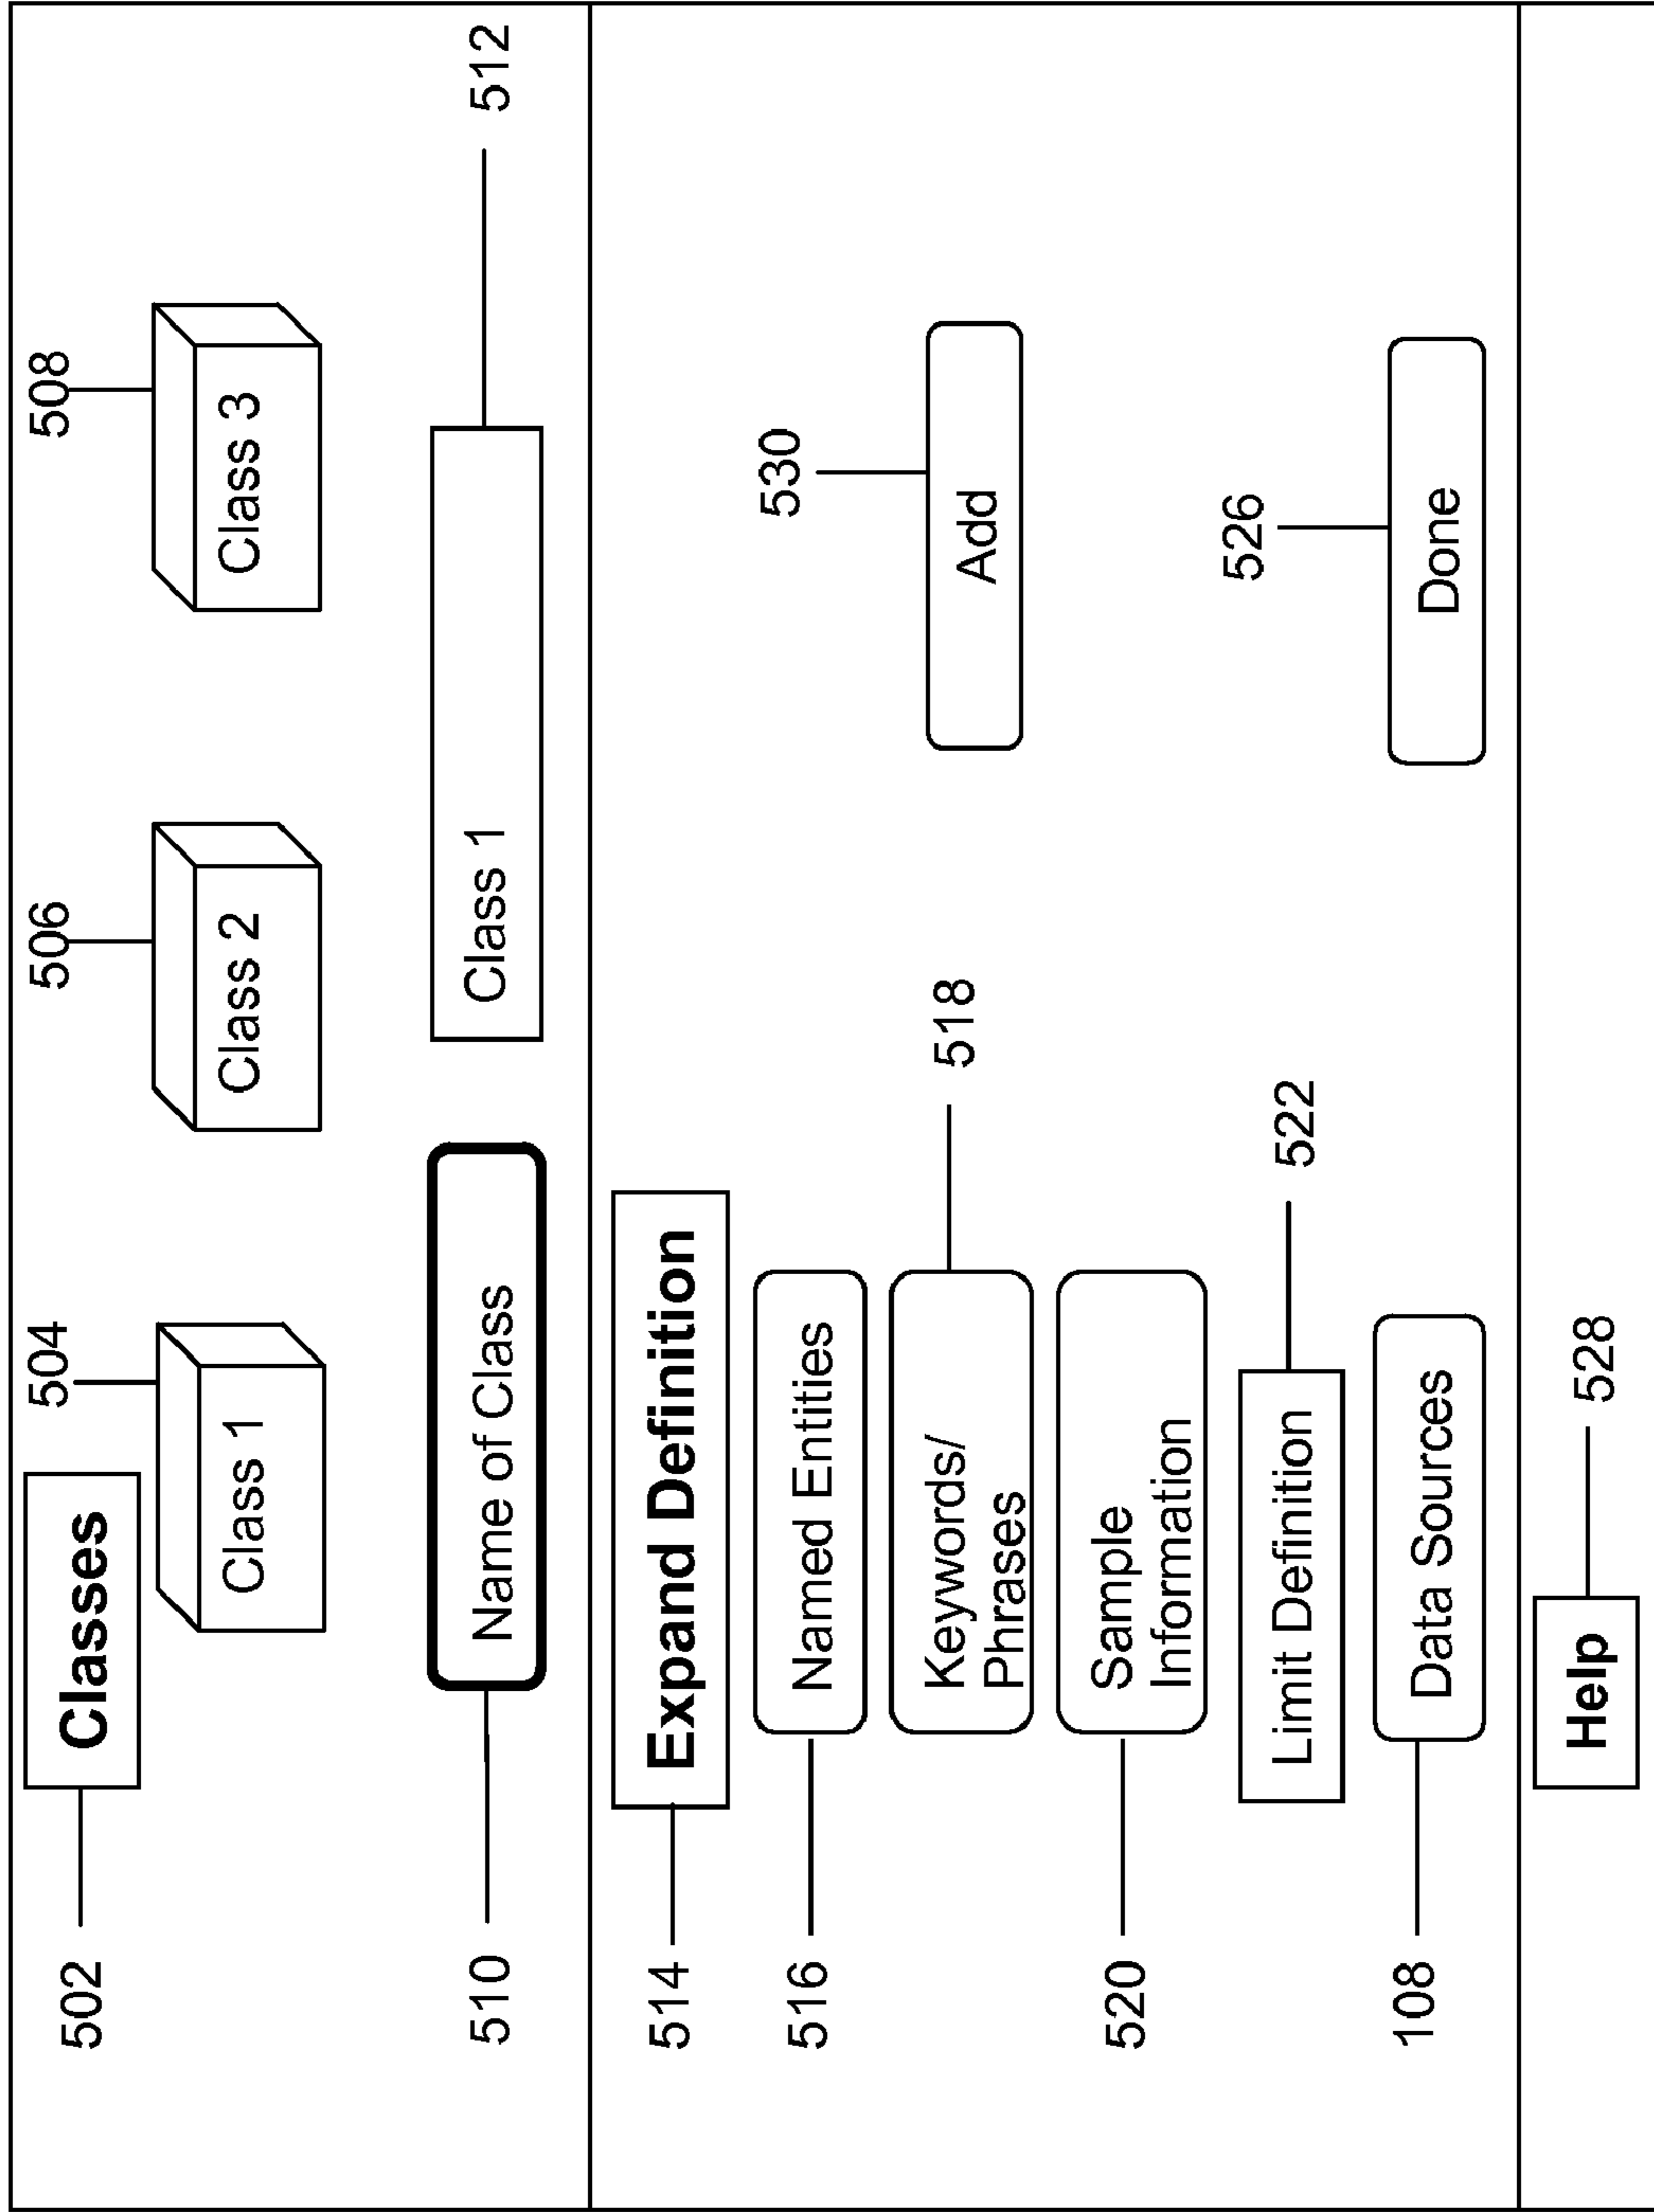 502
Classes
504
506
508
Class 1
Class 2
Class 3
510
Name of Class
Class 1
512
514
Expand Definition
516
Named Entities
Keywords/
Phrases
518
530
Add
520
Sample
Information
Limit Definition
522
526
108
Data Sources
Done
Help
528